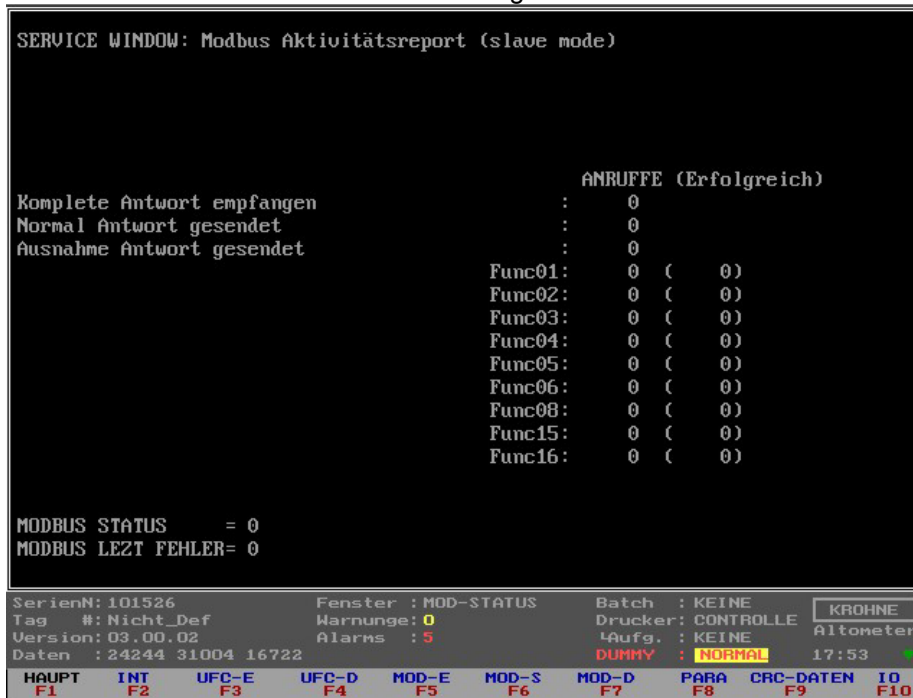 SERVICE WINDOW: Modbus Aktivitätsreport (slave mode)
ANRUFFE (Erfolgreich)
Komplete Antwort empfangen : 0
Normal Antwort gesendet : 0
Ausnahme Antwort gesendet : 0
Func01: 0 ( 0)
Func02: 0 ( 0)
Func03: 0 ( 0)
Func04: 0 ( 0)
Func05: 0 ( 0)
Func06: 0 ( 0)
Func08: 0 ( 0)
Func15: 0 ( 0)
Func16: 0 ( 0)
MODBUS STATUS = 0
MODBUS LEZT FEHLER= 0
SerienN: 101526 Fenster : MOD-STATUS Batch : KEINE KROHNE
Tag #: Nicht_Def Warnunge: 0 Drucker: CONTROLLE Altometer
Version: 03.00.02 Alarms : 5 4Aufg. : KEINE
Daten : 24244 31004 16722 DUMMY : NORMAL 17:53
HAUPT INT UFC-E UFC-D MOD-E MOD-S MOD-D PARA CRC-DATEN IO
F1 F2 F3 F4 F5 F6 F7 F8 F9 F10